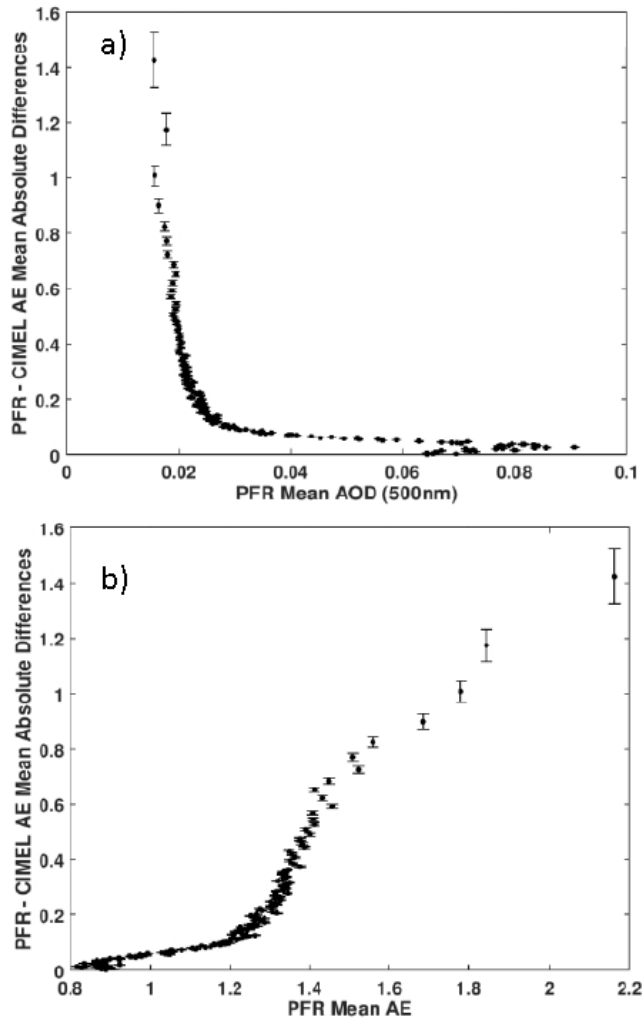 1.6
1.4
1.2
1
0.8
0.6
0.4
0.2
0
a)
PFR - CIMEL AE Mean Absolute Differences
0 0.02 0.04 0.06 0.08 0.1
PFR Mean AOD (500nm)
1.6
1.4
1.2
1
0.8
0.6
0.4
0.2
0
b)
PFR - CIMEL AE Mean Absolute Differences
0.8 1 1.2 1.4 1.6 1.8 2 2.2
PFR Mean AE